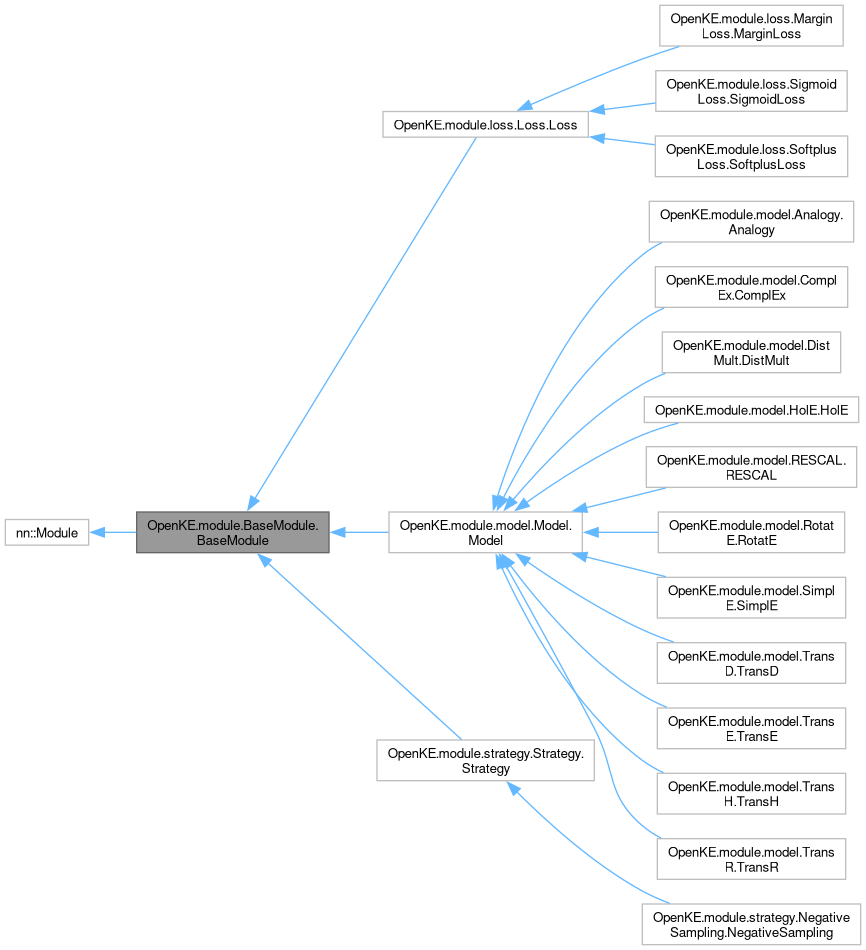 OpenKE.module.loss.Margin
Loss.MarginLoss
OpenKE.module.loss.Sigmoid
Loss.SigmoidLoss
OpenKE.module.loss.Loss.Loss
OpenKE.module.loss.Softplus
Loss.SoftplusLoss
OpenKE.module.model.Analogy.
Analogy
OpenKE.module.model.Compl
Ex.ComplEx
OpenKE.module.model.Dist
Mult.DistMult
OpenKE.module.model.HolE.HolE
OpenKE.module.model.RESCAL.
RESCAL
nn::Module
OpenKE.module.BaseModule.
BaseModule
OpenKE.module.model.Model.
Model
OpenKE.module.model.Rotat
E.RotatE
OpenKE.module.model.Simpl
E.SimplE
OpenKE.module.model.Trans
D.TransD
OpenKE.module.model.Trans
E.TransE
OpenKE.module.strategy.Strategy.
Strategy
OpenKE.module.model.Trans
H.TransH
OpenKE.module.model.Trans
R.TransR
OpenKE.module.strategy.Negative
Sampling.NegativeSampling